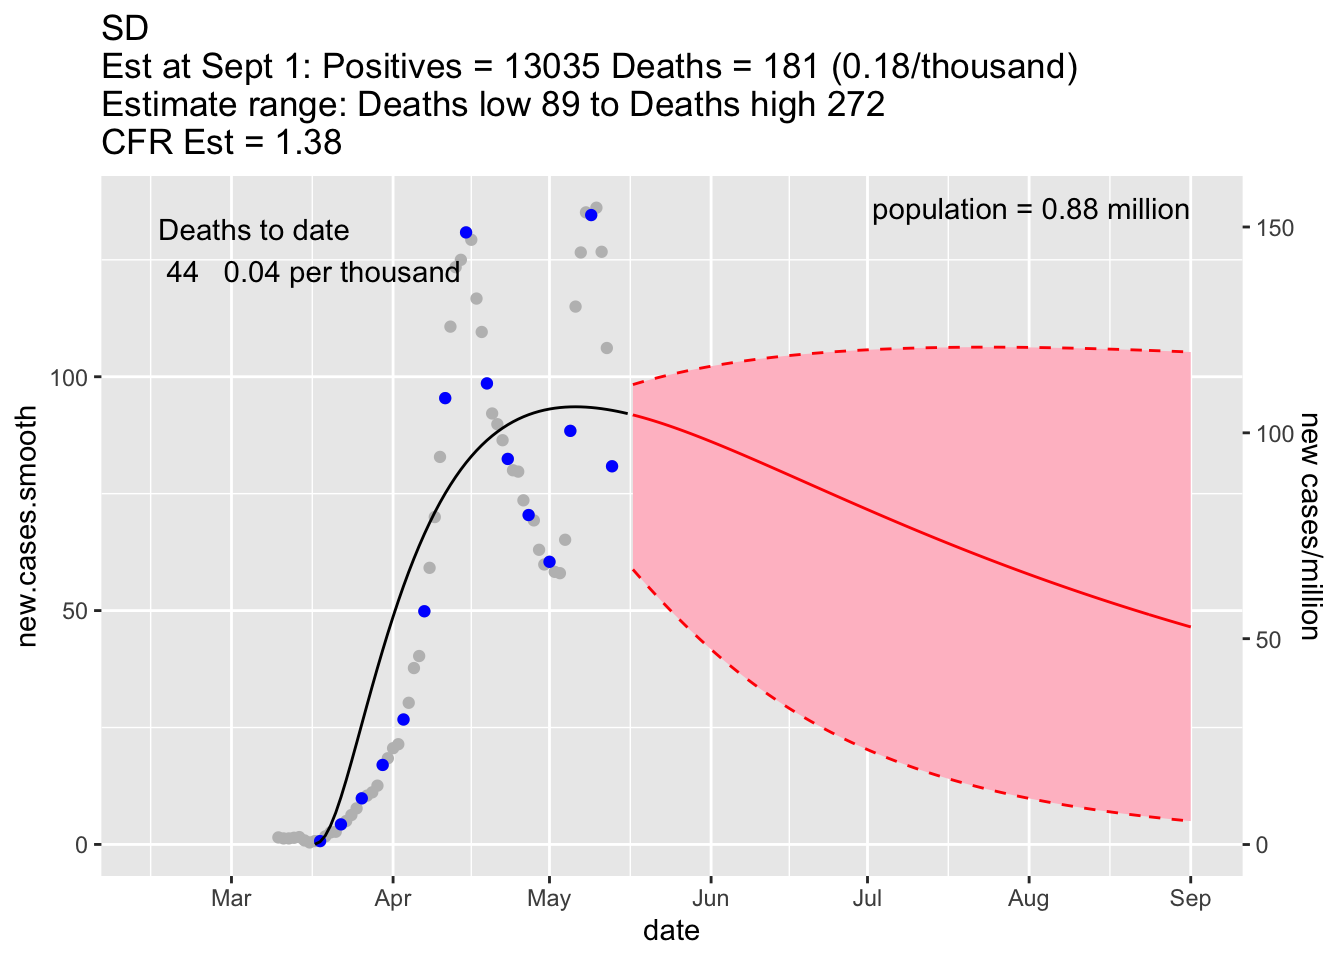 SD
Est at Sept 1: Positives = 13035 Deaths = 181 (0.18/thousand)
Estimate range: Deaths low 89 to Deaths high 272
CFR Est = 1.38
Deaths to date
44 0.04 per thousand
population = 0.88 million
new.cases.smooth
100
50
0
150
100
50
0
new cases/million
Mar Apr May Jun Jul Aug Sep
date